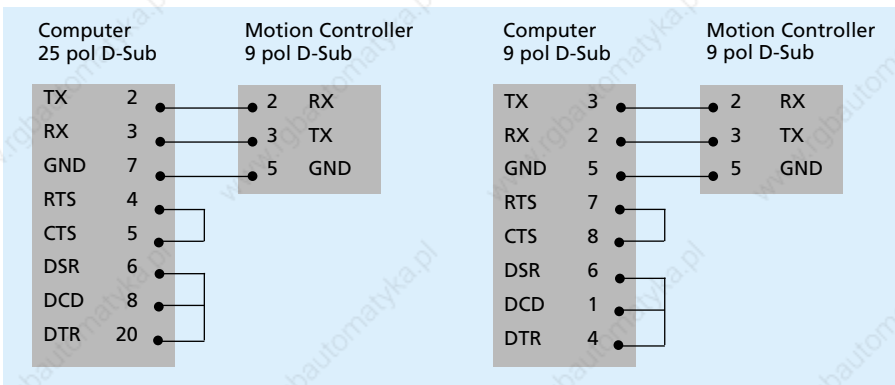 Computer
25 pol D-Sub
Motion Controller
9 pol D-Sub
TX 2
2 RX
RX 3
3 TX
GND 7
5 GND
RTS 4
CTS 5
DSR 6
DCD 8
DTR 20
Computer
9 pol D-Sub
Motion Controller
9 pol D-Sub
TX 3
2 RX
RX 2
3 TX
GND 5
5 GND
RTS 7
CTS 8
DSR 6
DCD 1
DTR 4
www.rgbautomatyka.pl